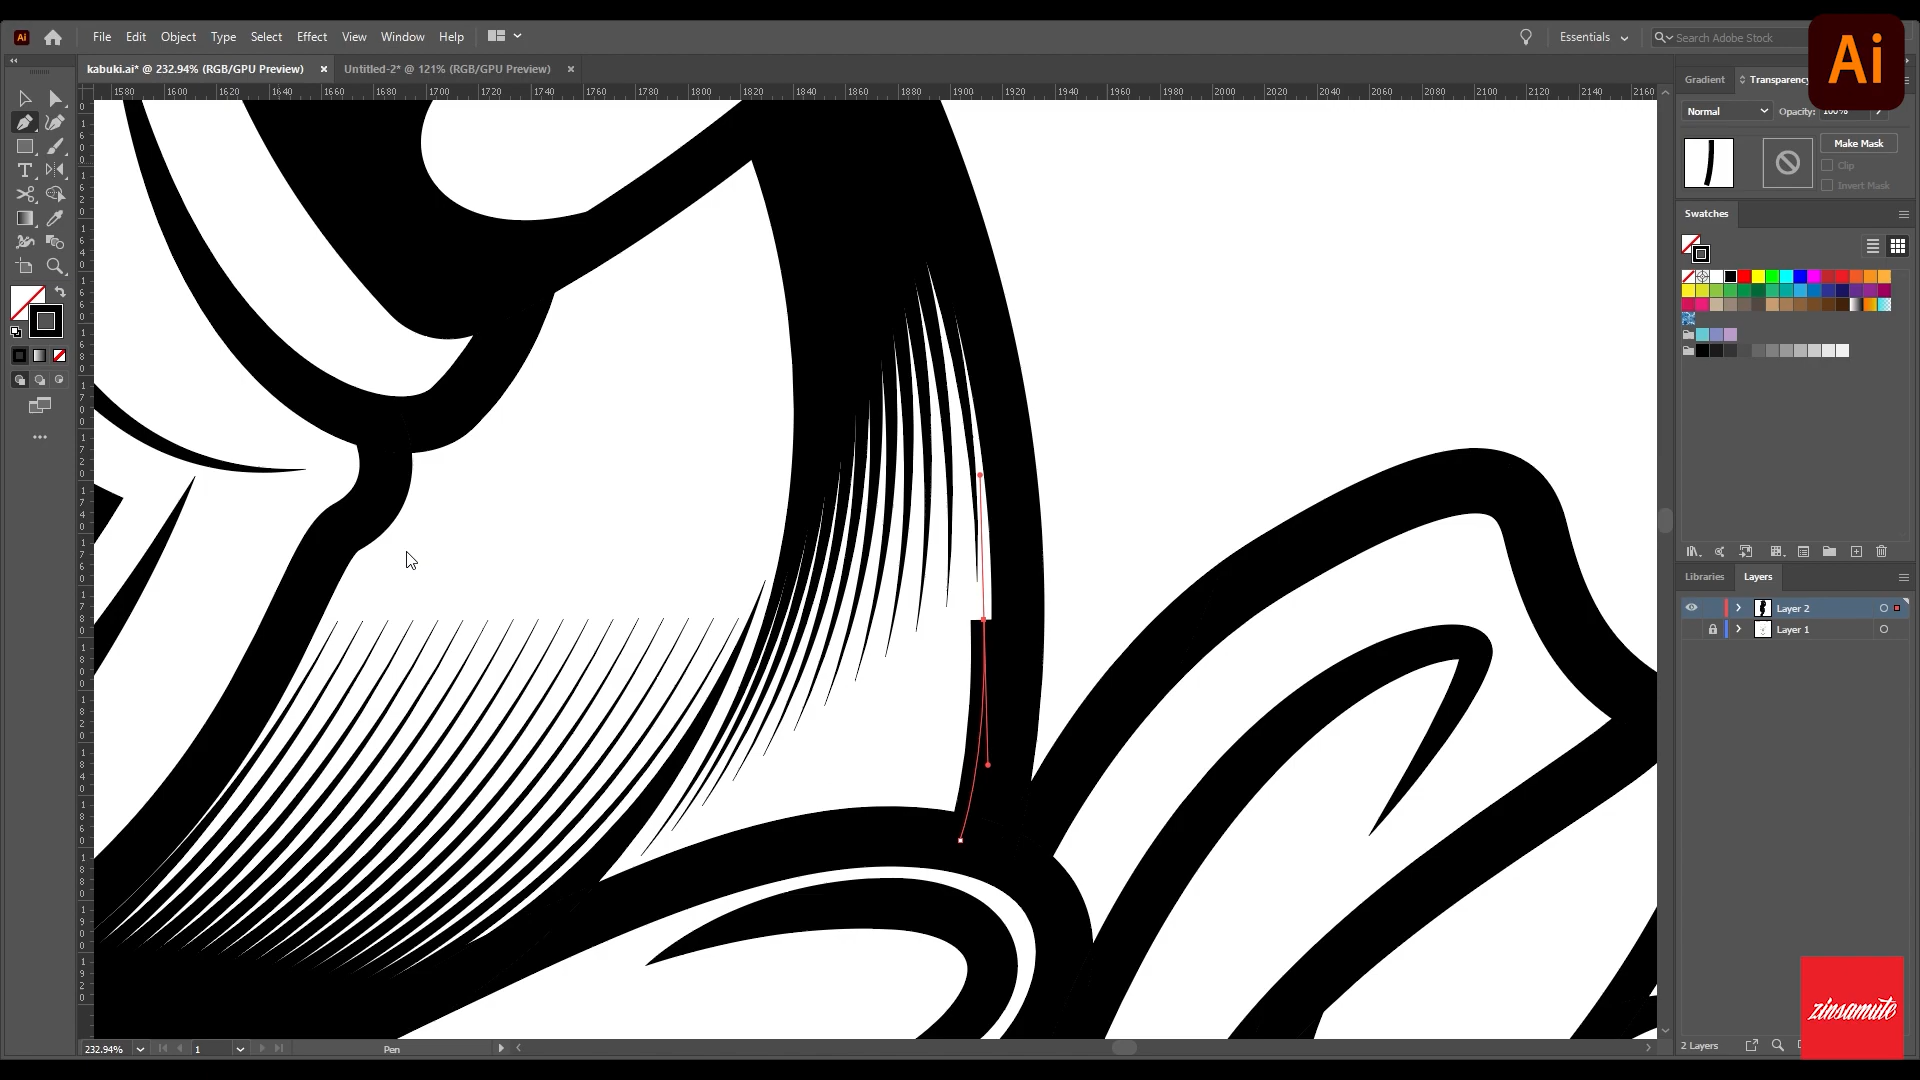 Ai
File Edit Object Type Select Effect View Window Help
Essentials
Search Adobe Stock
Ai
kabuki.ai* @ 232.94% (RGB/GPU Preview) ×
Untitled-2* @ 121% (RGB/GPU Preview) ×
1580 1600 1620 1640 1660 1680 1700 1720 1740 1760 1780 1800 1820 1840 1860 1880 1900 1920 1940 1960 1980 2000 2020 2040 2060 2080 2100 2120 2140 2160
Gradient Transparency
Normal Opacity: 100%
Make Mask
Clip
Invert Mask
Swatches
Libraries Layers
Layer 2
Layer 1
zinsamute
232.94% 1 Pen
2 Layers